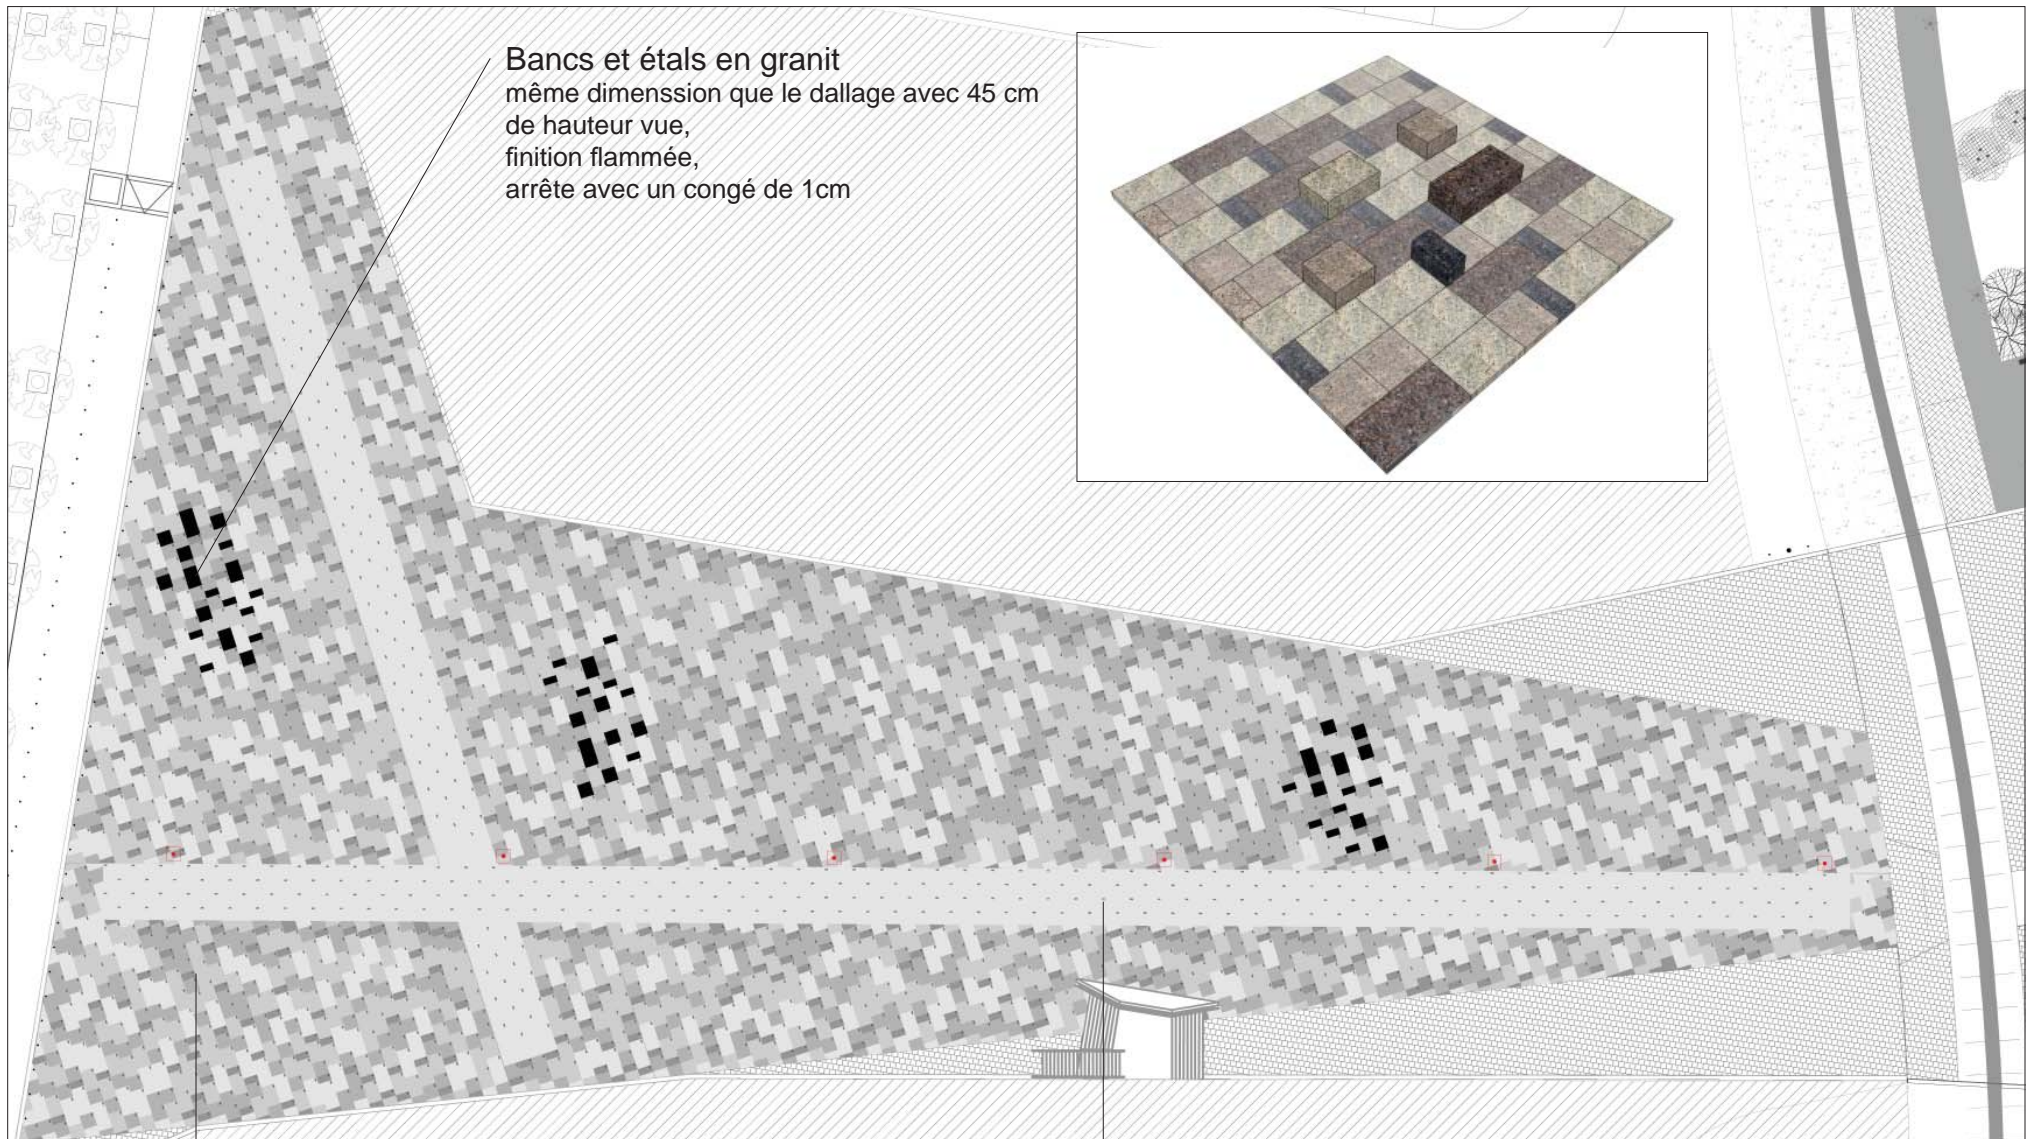 Bancs et étals en granit
même dimenssion que le dallage avec 45 cm
de hauteur vue,
finition flammée,
arrête avec un congé de 1cm